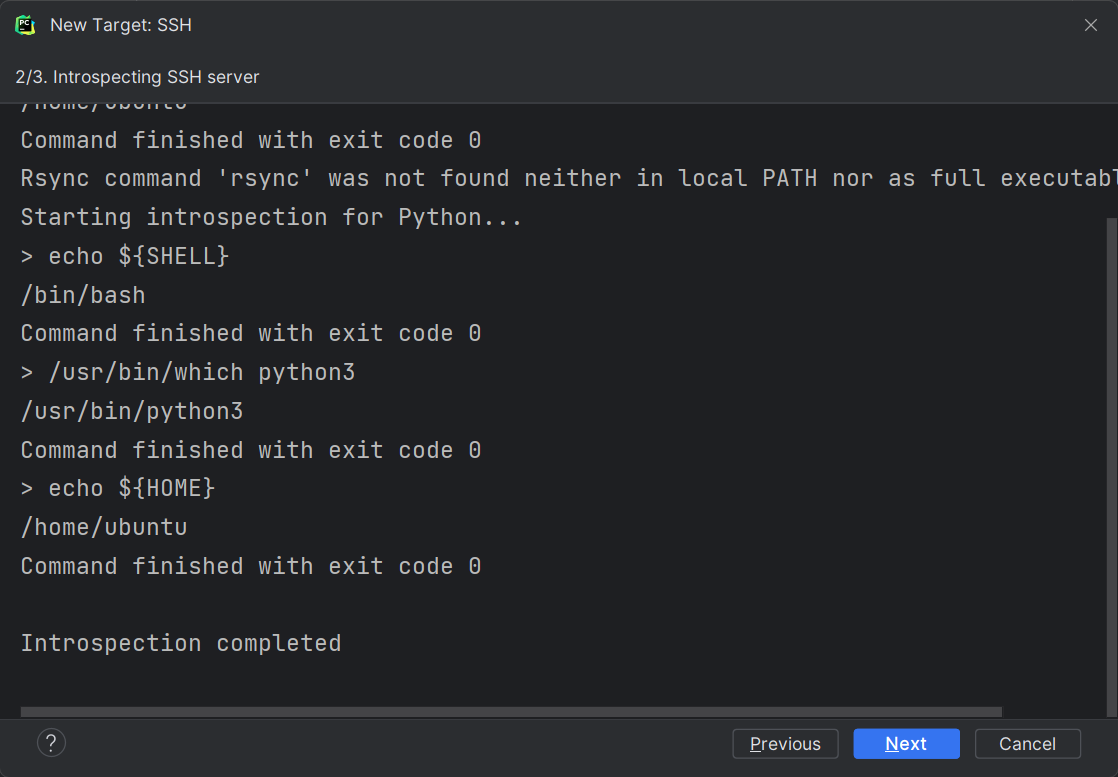 New Target: SSH
2/3. Introspecting SSH server
/home/ubuntu
Command finished with exit code 0
Rsync command 'rsync' was not found neither in local PATH nor as full
Starting introspection for Python...
> echo ${SHELL}
/bin/bash
Command finished with exit code 0
> /usr/bin/which python3
/usr/bin/python3
Command finished with exit code 0
> echo ${HOME}
/home/ubuntu
Command finished with exit code 0
Introspection completed
?
Previous
Next
Cancel